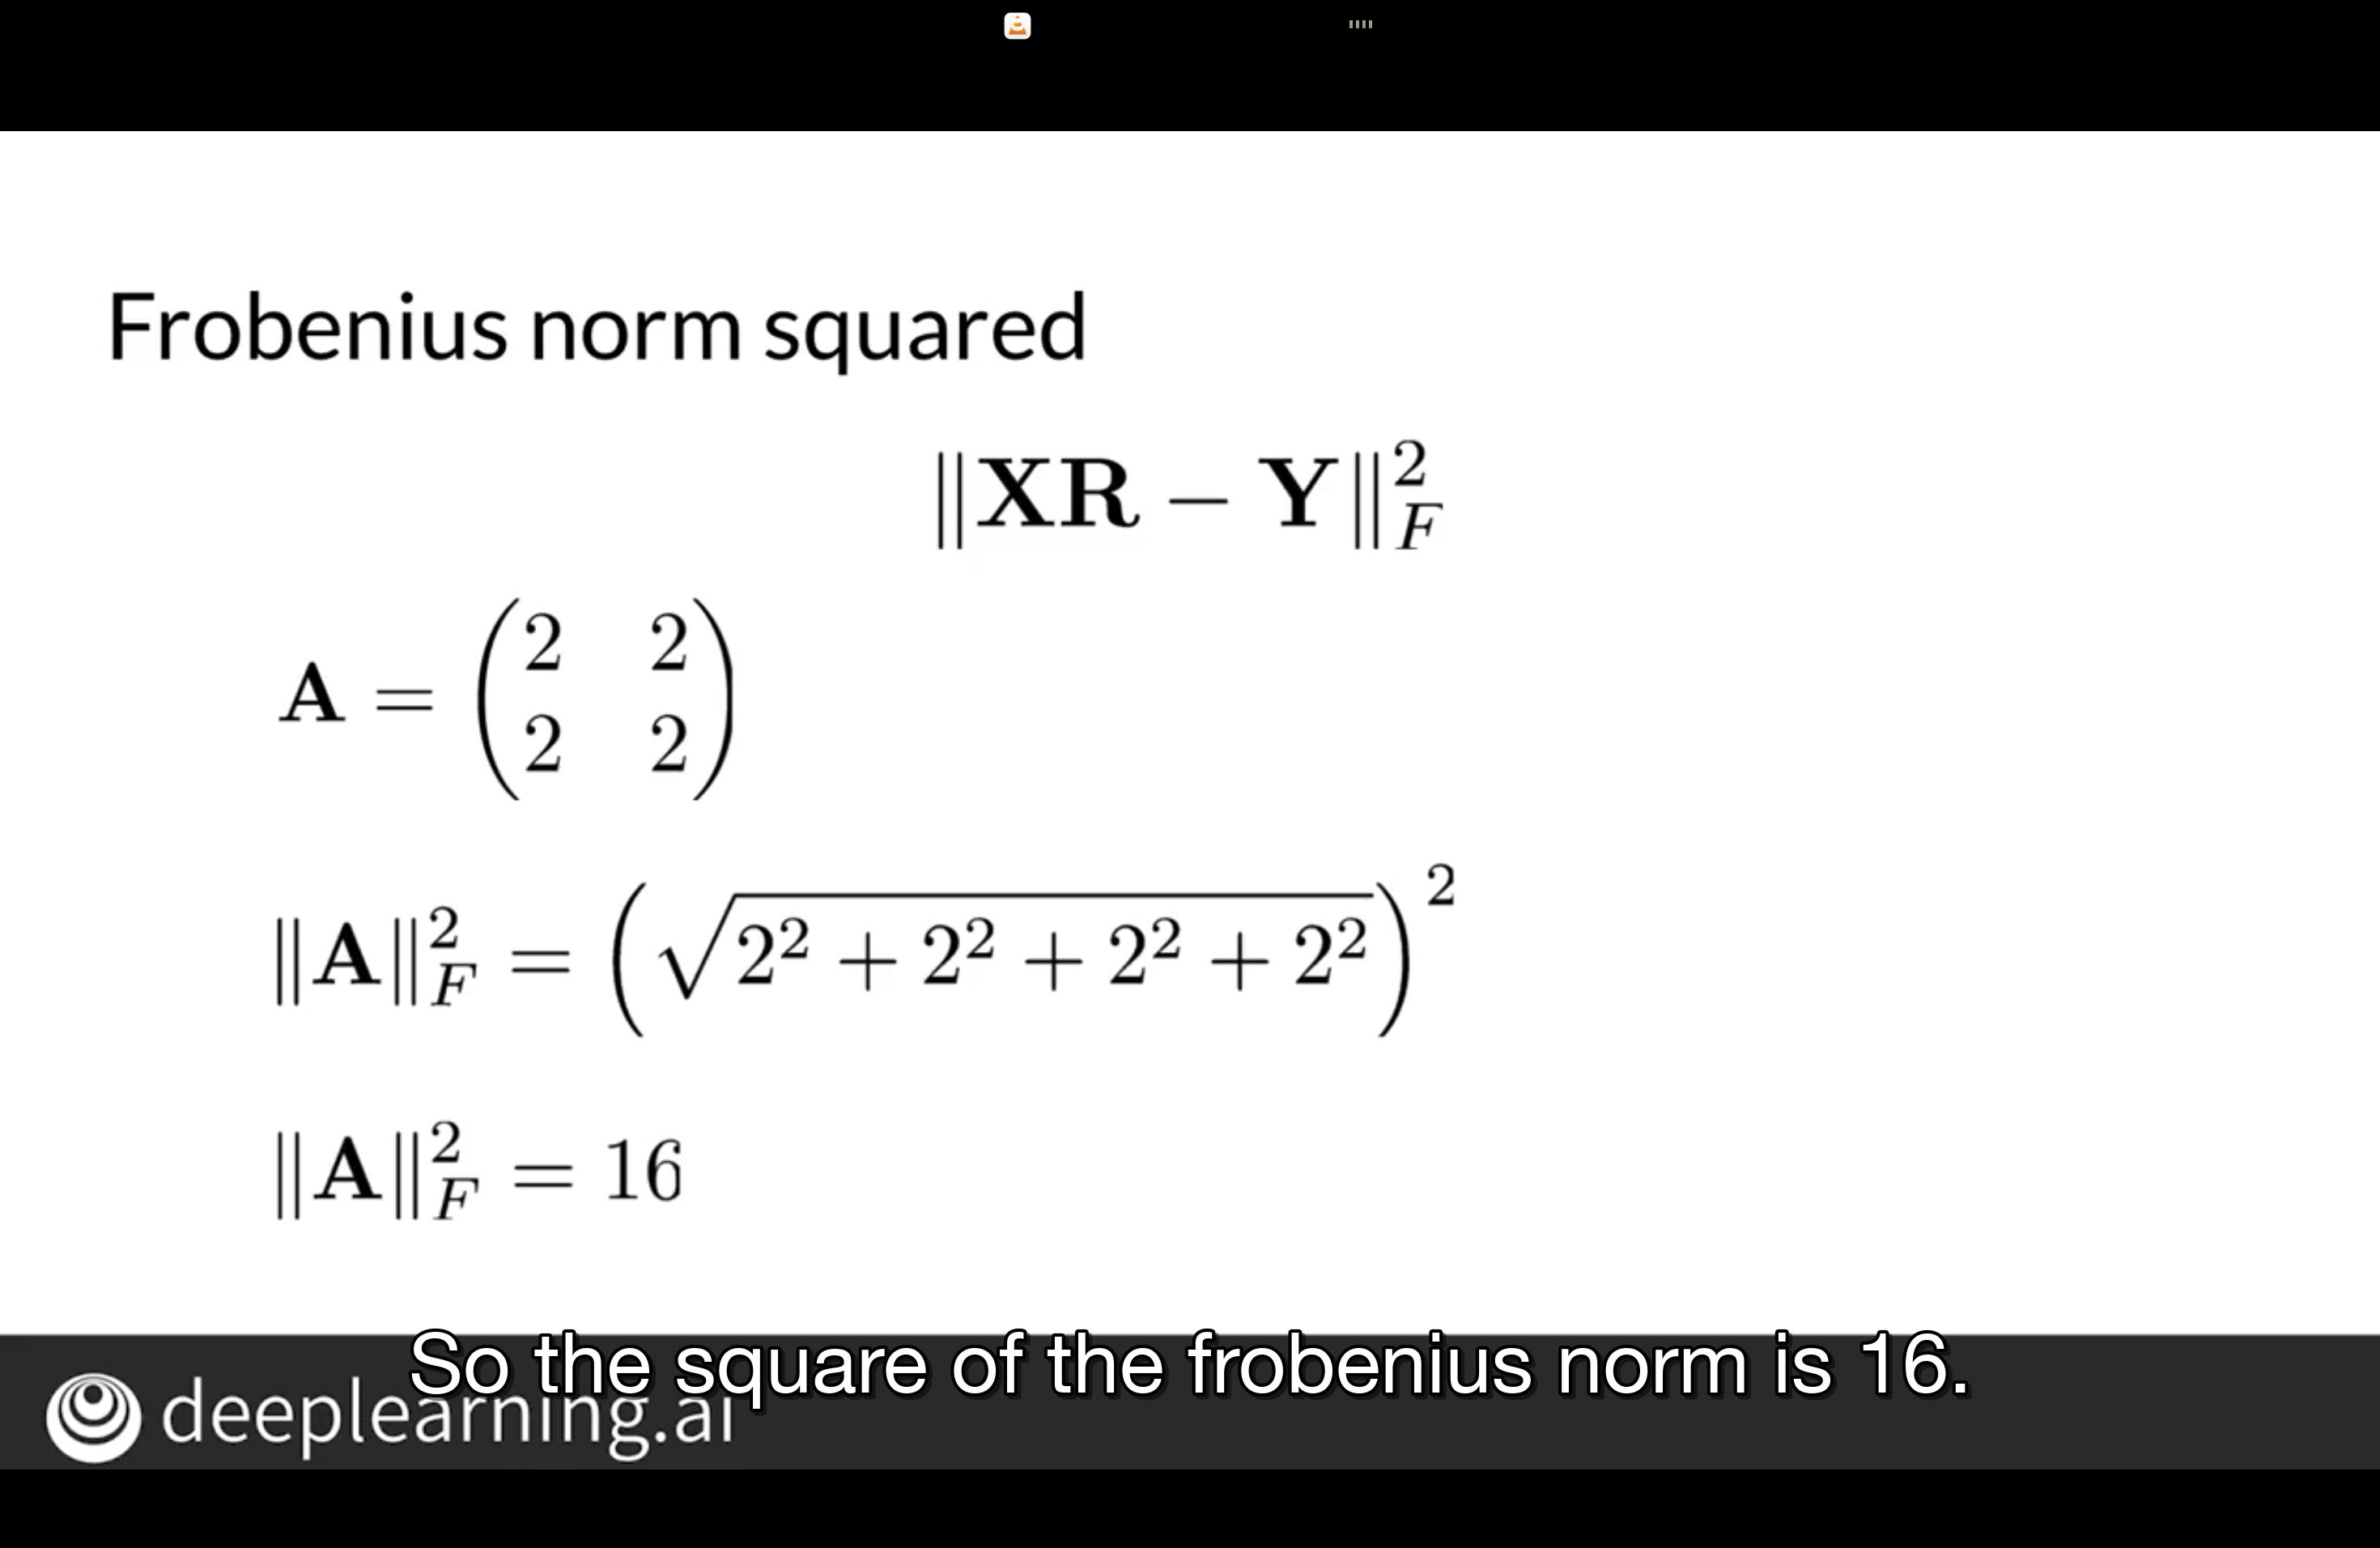 Frobenius norm squared
‖XR − Y‖²_F
A = (2 2
2 2)
‖A‖²_F = (√(2² + 2² + 2² + 2²))²
‖A‖²_F = 16
So the square of the frobenius norm is 16.
deeplearning.ai